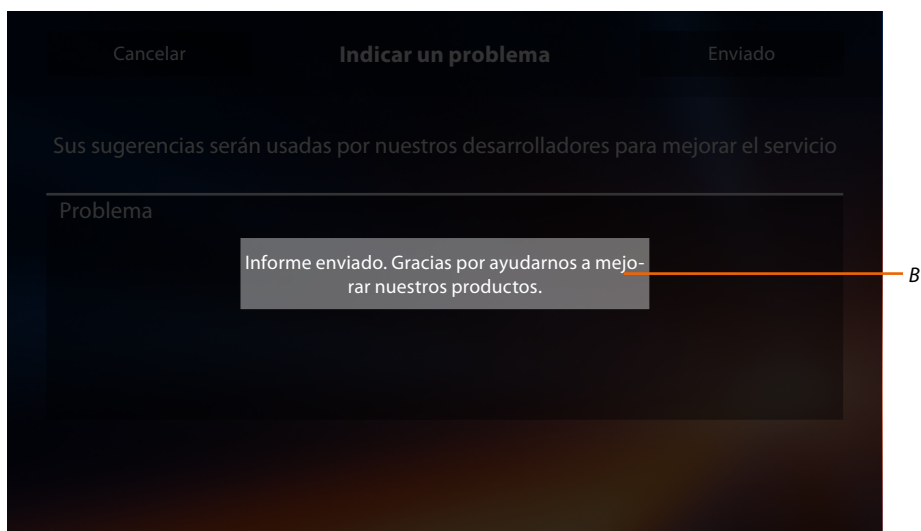 Cancelar
Indicar un problema
Enviado
Sus sugerencias serán usadas por nuestros desarrolladores para mejorar el servicio
Problema
Informe enviado. Gracias por ayudarnos a mejo-
rar nuestros productos.
B